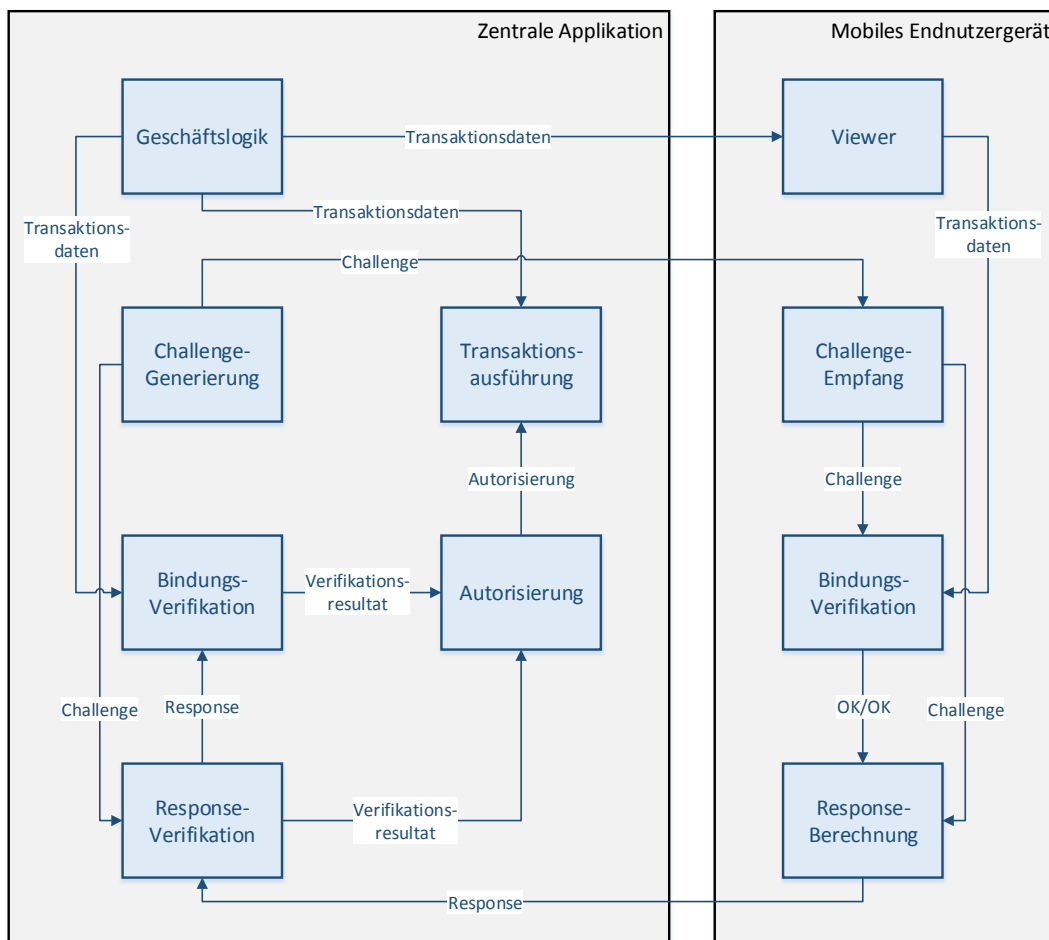 Zentrale Applikation
Mobiles Endnutzergerät
Geschäftslogik
Transaktionsdaten
Viewer
Transaktionsdaten
Transaktions-
daten
Transaktions-
daten
Challenge
Challenge-
Generierung
Transaktions-
ausführung
Challenge-
Empfang
Autorisierung
Challenge
Bindungs-
Verifikation
Verifikations-
resultat
Autorisierung
Bindungs-
Verifikation
Challenge
Response
OK/OK
Challenge
Response-
Verifikation
Verifikations-
resultat
Response-
Berechnung
Response